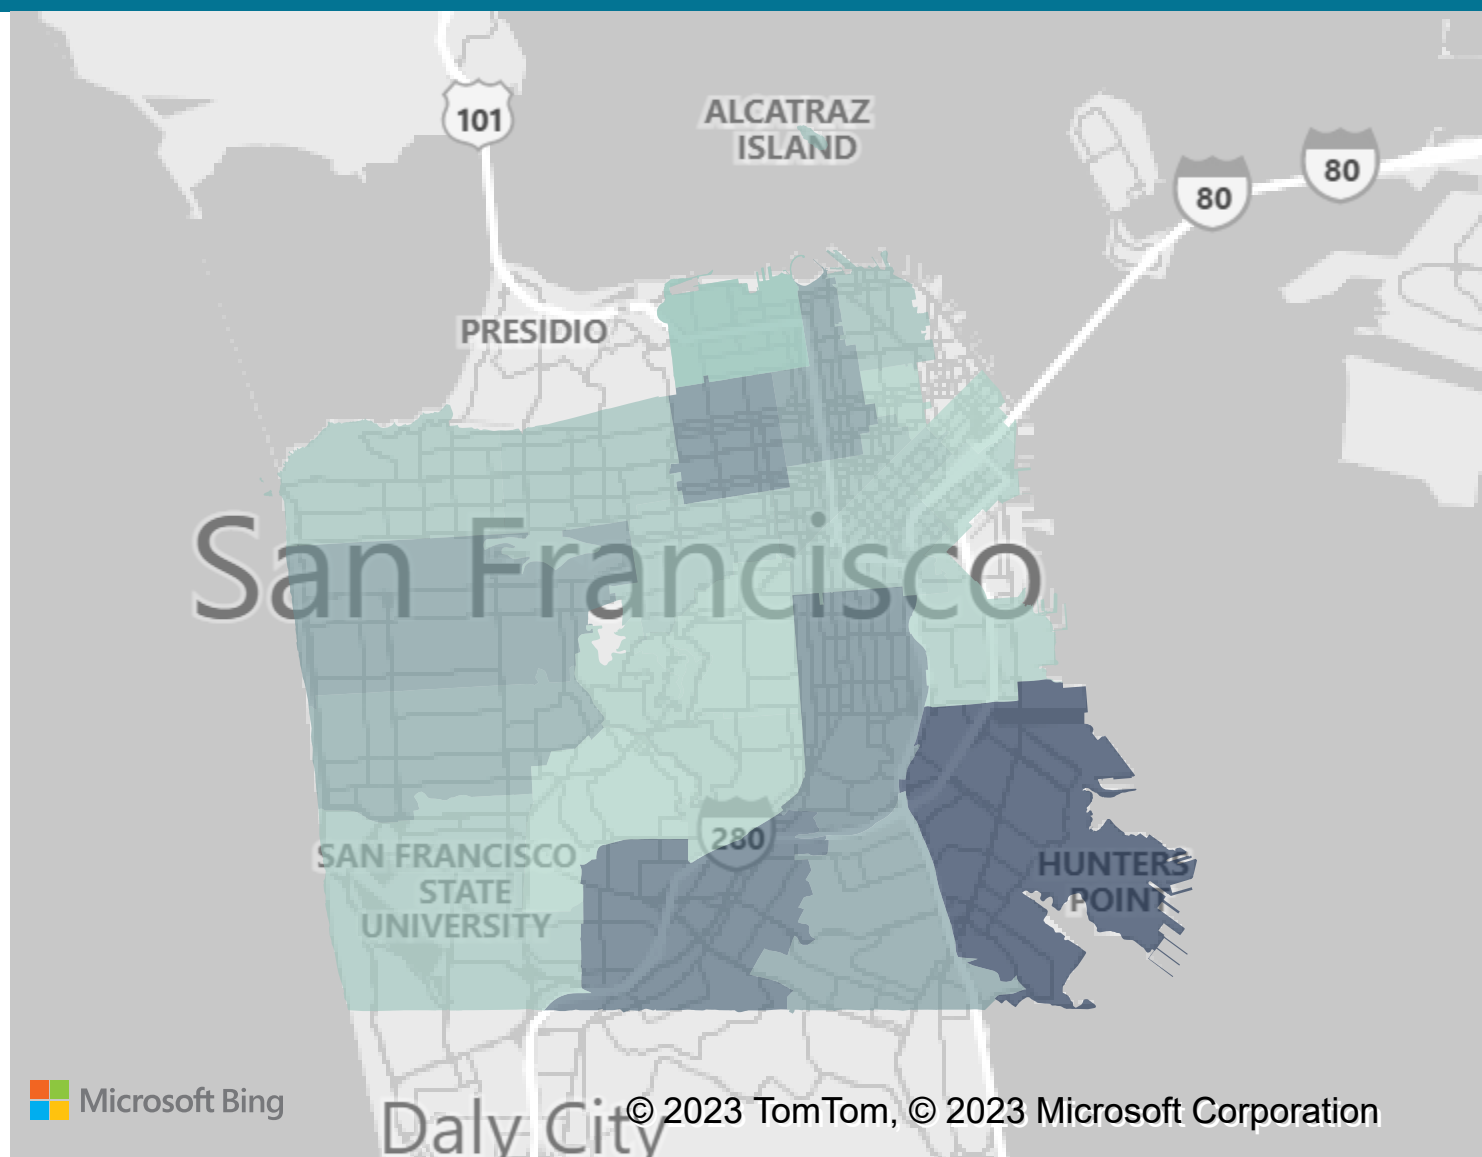 101
ALCATRAZ
ISLAND
80
80
PRESIDIO
San Francisco
280
SAN FRANCISCO
STATE
UNIVERSITY
HUNTERS
POINT
Microsoft Bing
Daly City
© 2023 TomTom, © 2023 Microsoft Corporation